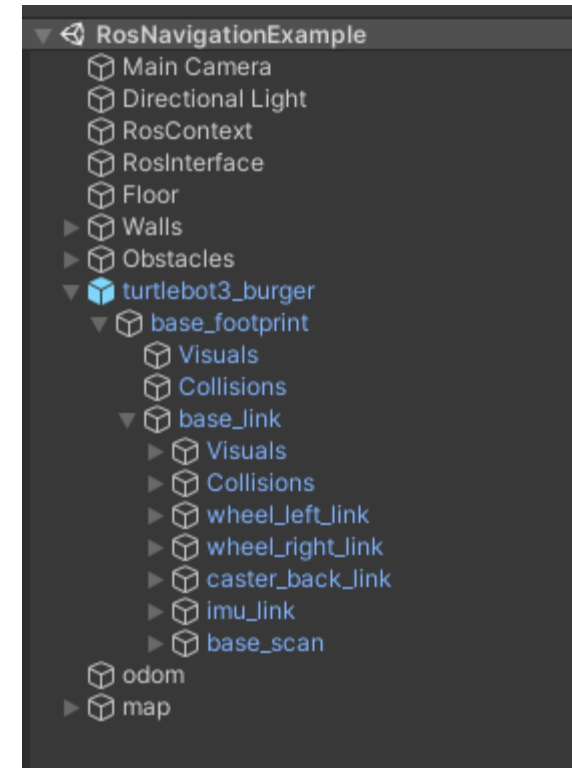 RosNavigationExample
Main Camera
Directional Light
RosContext
RosInterface
Floor
Walls
Obstacles
turtlebot3_burger
base_footprint
Visuals
Collisions
base_link
Visuals
Collisions
wheel_left_link
wheel_right_link
caster_back_link
imu_link
base_scan
odom
map